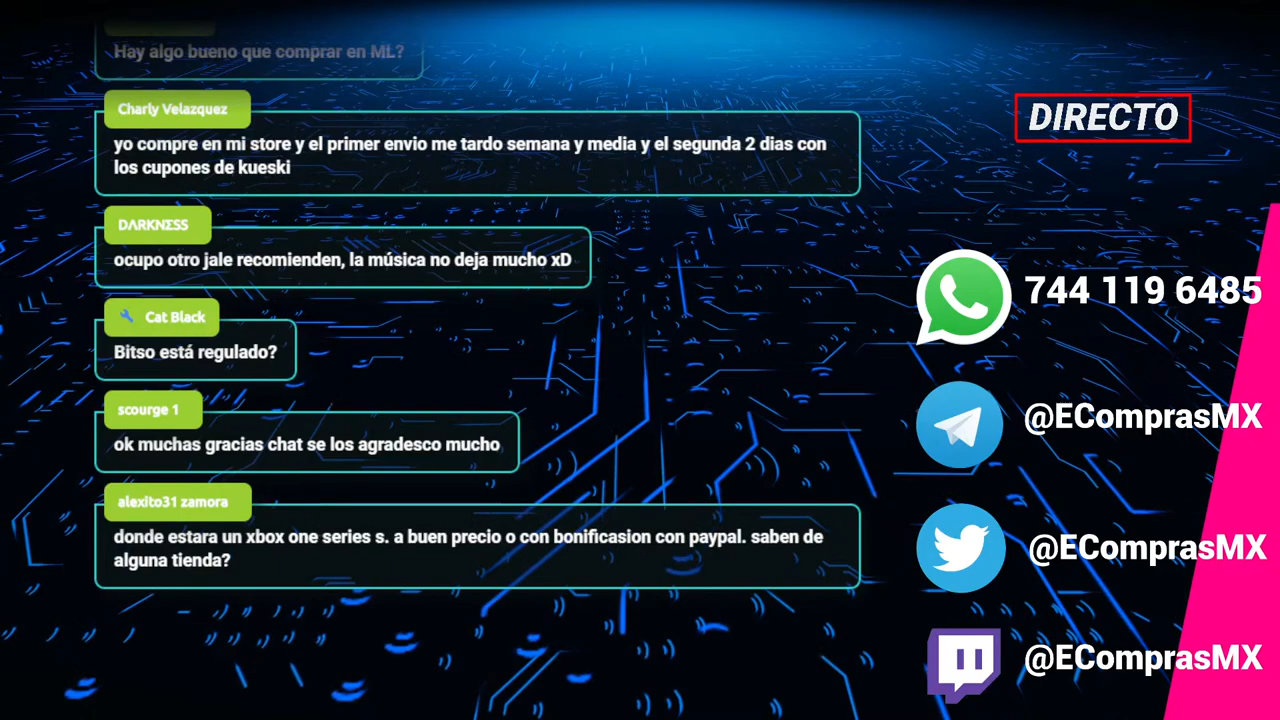 Hay algo bueno que comprar en ML?
Charly Velazquez
yo compre en mi store y el primer envio me tardo semana y media y el segunda 2 dias con
los cupones de kueski
DΛRKNΣSS
ocupo otro jale recomienden, la música no deja mucho xD
Cat Black
Bitso está regulado?
scourge 1
ok muchas gracias chat se los agradesco mucho
alexito31 zamora
donde estara un xbox one series s. a buen precio o con bonificasion con paypal. saben de
alguna tienda?
DIRECTO
744 119 6485
@EComprasMX
@EComprasMX
@EComprasMX